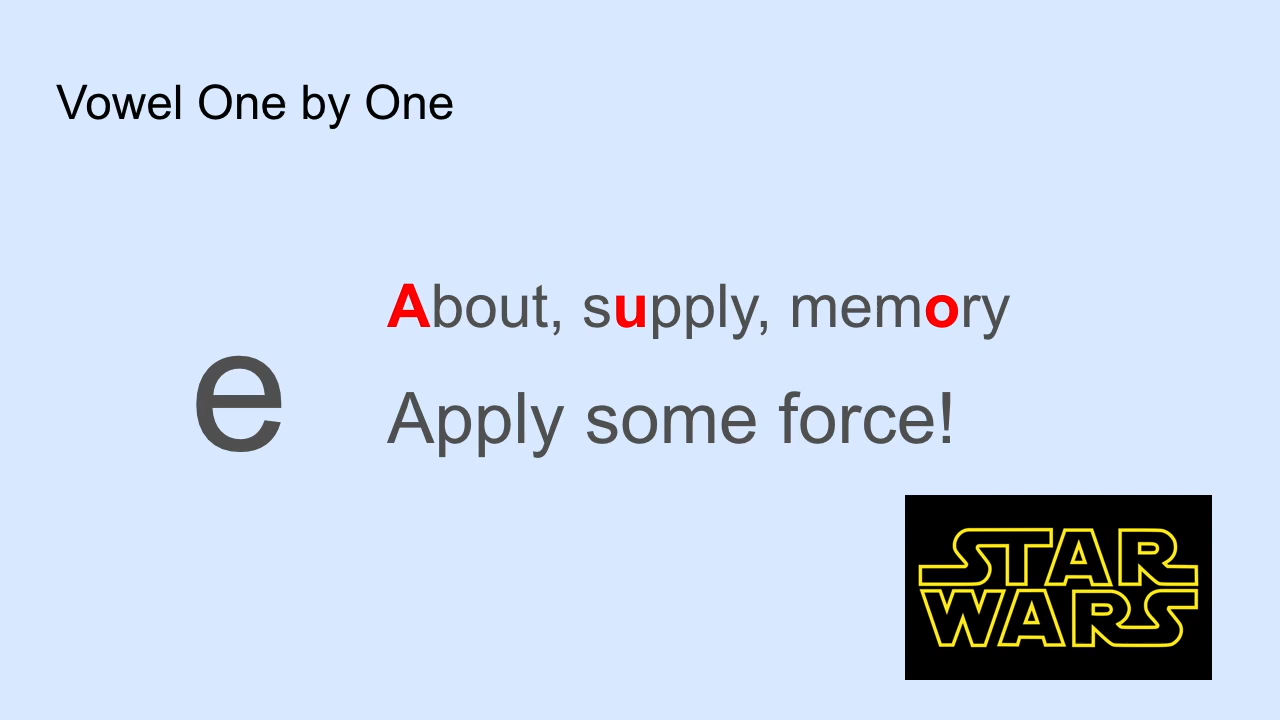 Vowel One by One
About, supply, memory
e
Apply some force!
STAR
WARS